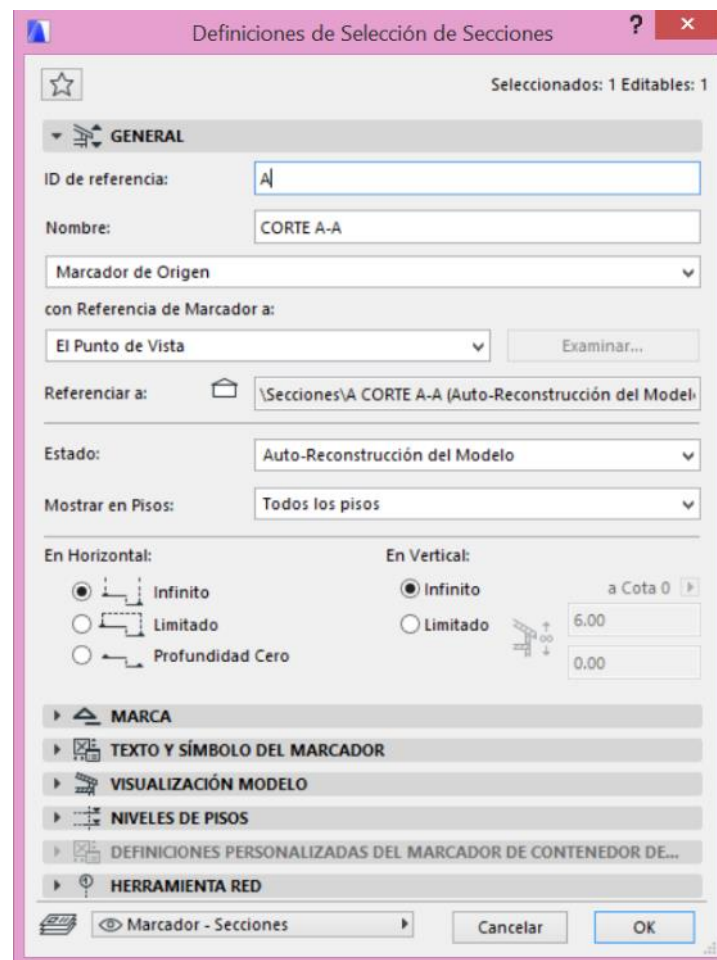 Definiciones de Selección de Secciones ? ×
Seleccionados: 1 Editables: 1
GENERAL
ID de referencia: A
Nombre: CORTE A-A
Marcador de Origen
con Referencia de Marcador a:
El Punto de Vista Examinar...
Referenciar a: \Secciones\A CORTE A-A (Auto-Reconstrucción del Model
Estado: Auto-Reconstrucción del Modelo
Mostrar en Pisos: Todos los pisos
En Horizontal: En Vertical:
Infinito Infinito a Cota 0
Limitado Limitado 6.00
Profundidad Cero 0.00
MARCA
TEXTO Y SÍMBOLO DEL MARCADOR
VISUALIZACIÓN MODELO
NIVELES DE PISOS
DEFINICIONES PERSONALIZADAS DEL MARCADOR DE CONTENEDOR DE...
HERRAMIENTA RED
Marcador - Secciones Cancelar OK